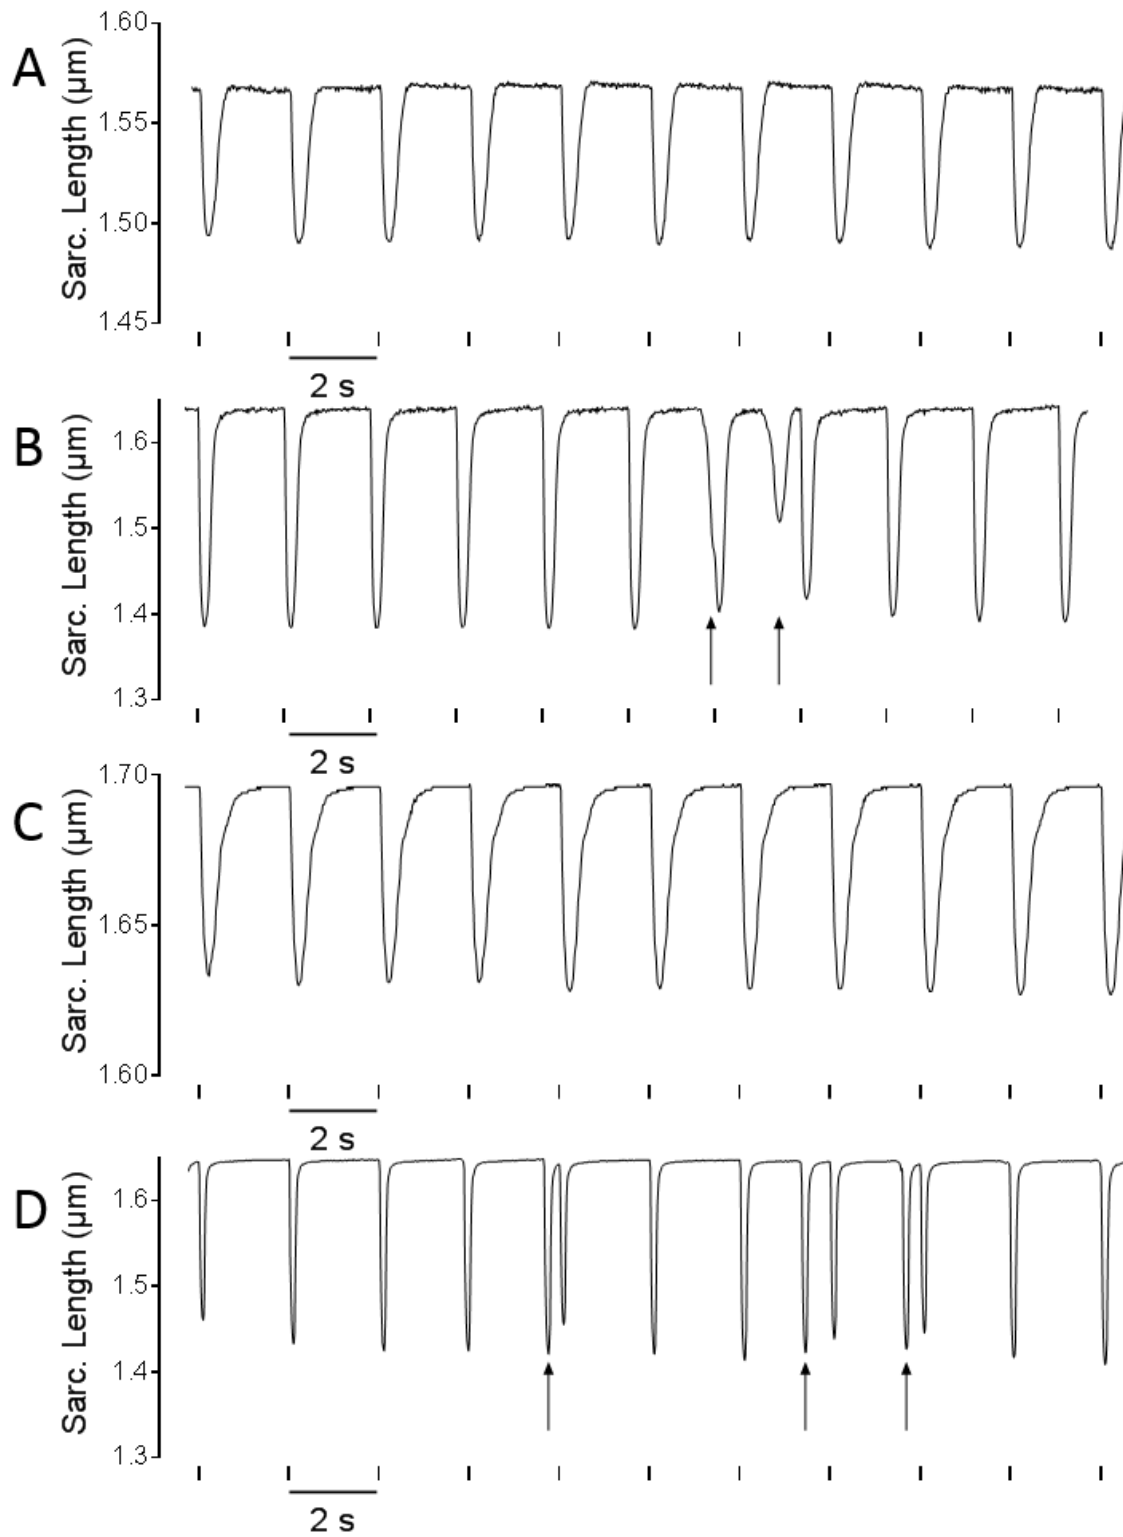 A
Sarc. Length (μm)
1.60
1.55
1.50
1.45
2 s
B
Sarc. Length (μm)
1.6
1.5
1.4
1.3
2 s
C
Sarc. Length (μm)
1.70
1.65
1.60
2 s
D
Sarc. Length (μm)
1.6
1.5
1.4
1.3
2 s